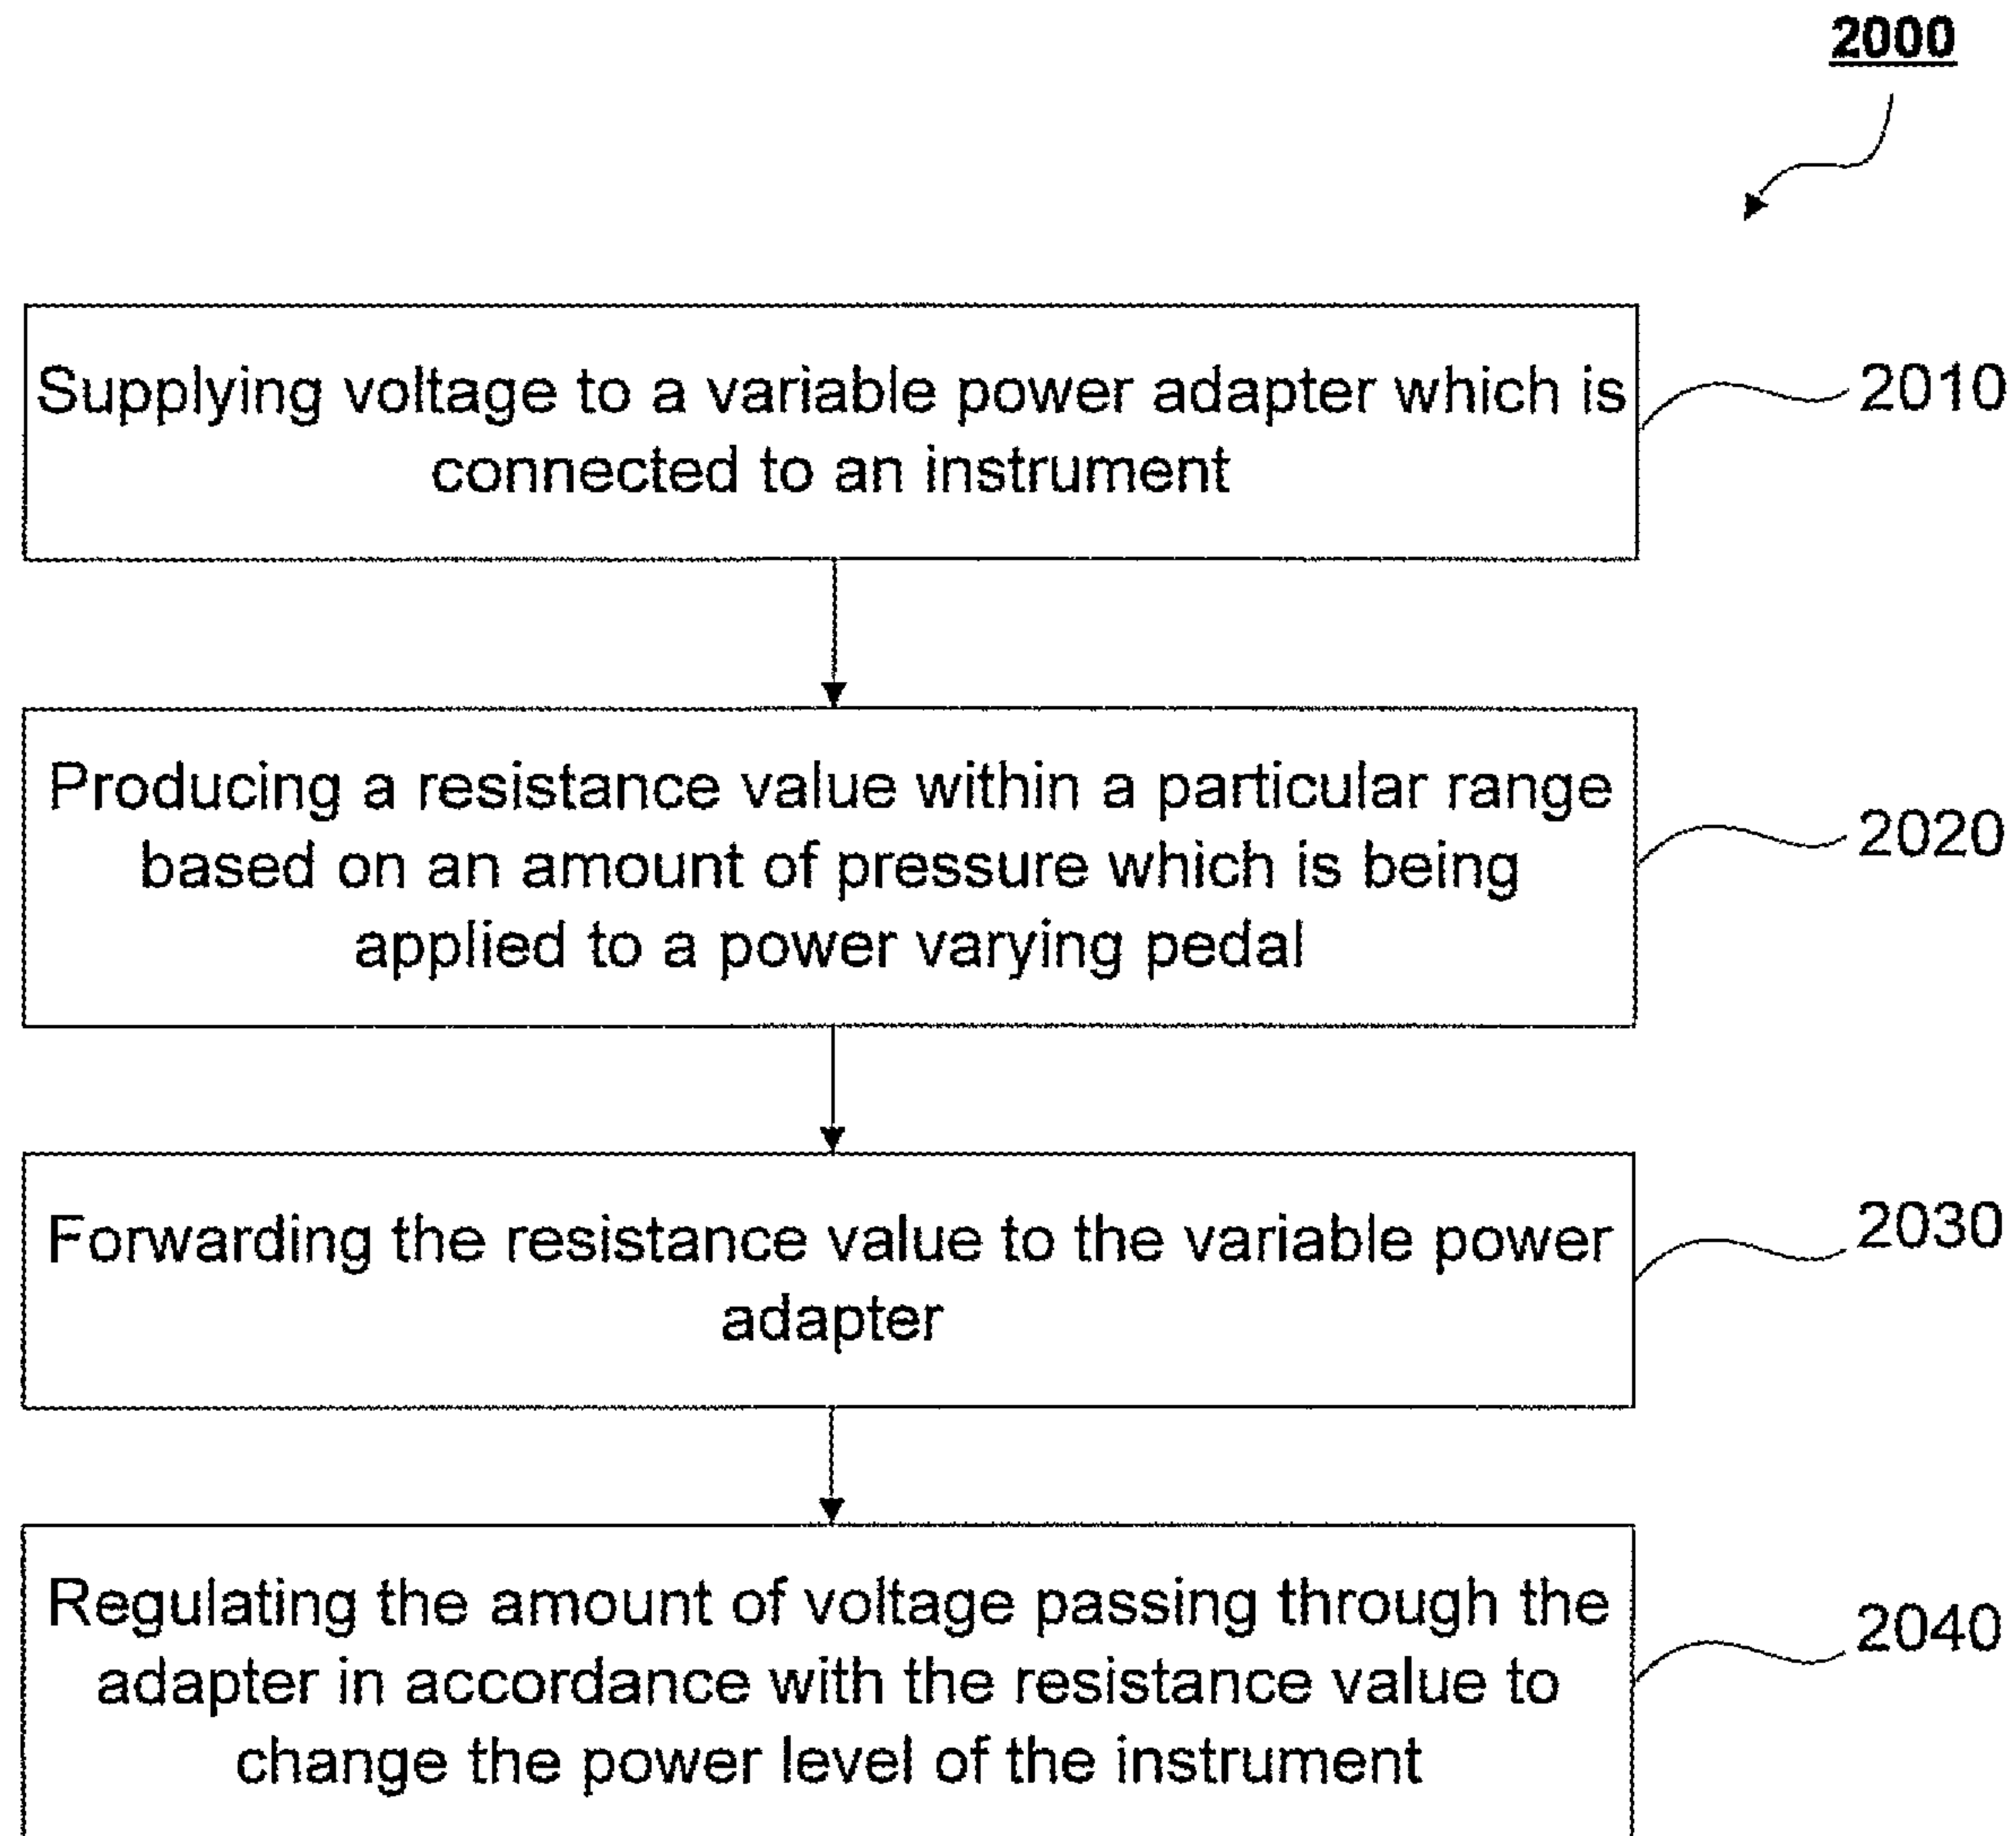 2000
Supplying voltage to a variable power adapter which is
connected to an instrument
2010
Producing a resistance value within a particular range
based on an amount of pressure which is being
applied to a power varying pedal
2020
Forwarding the resistance value to the variable power
adapter
2030
Regulating the amount of voltage passing through the
adapter in accordance with the resistance value to
change the power level of the instrument
2040